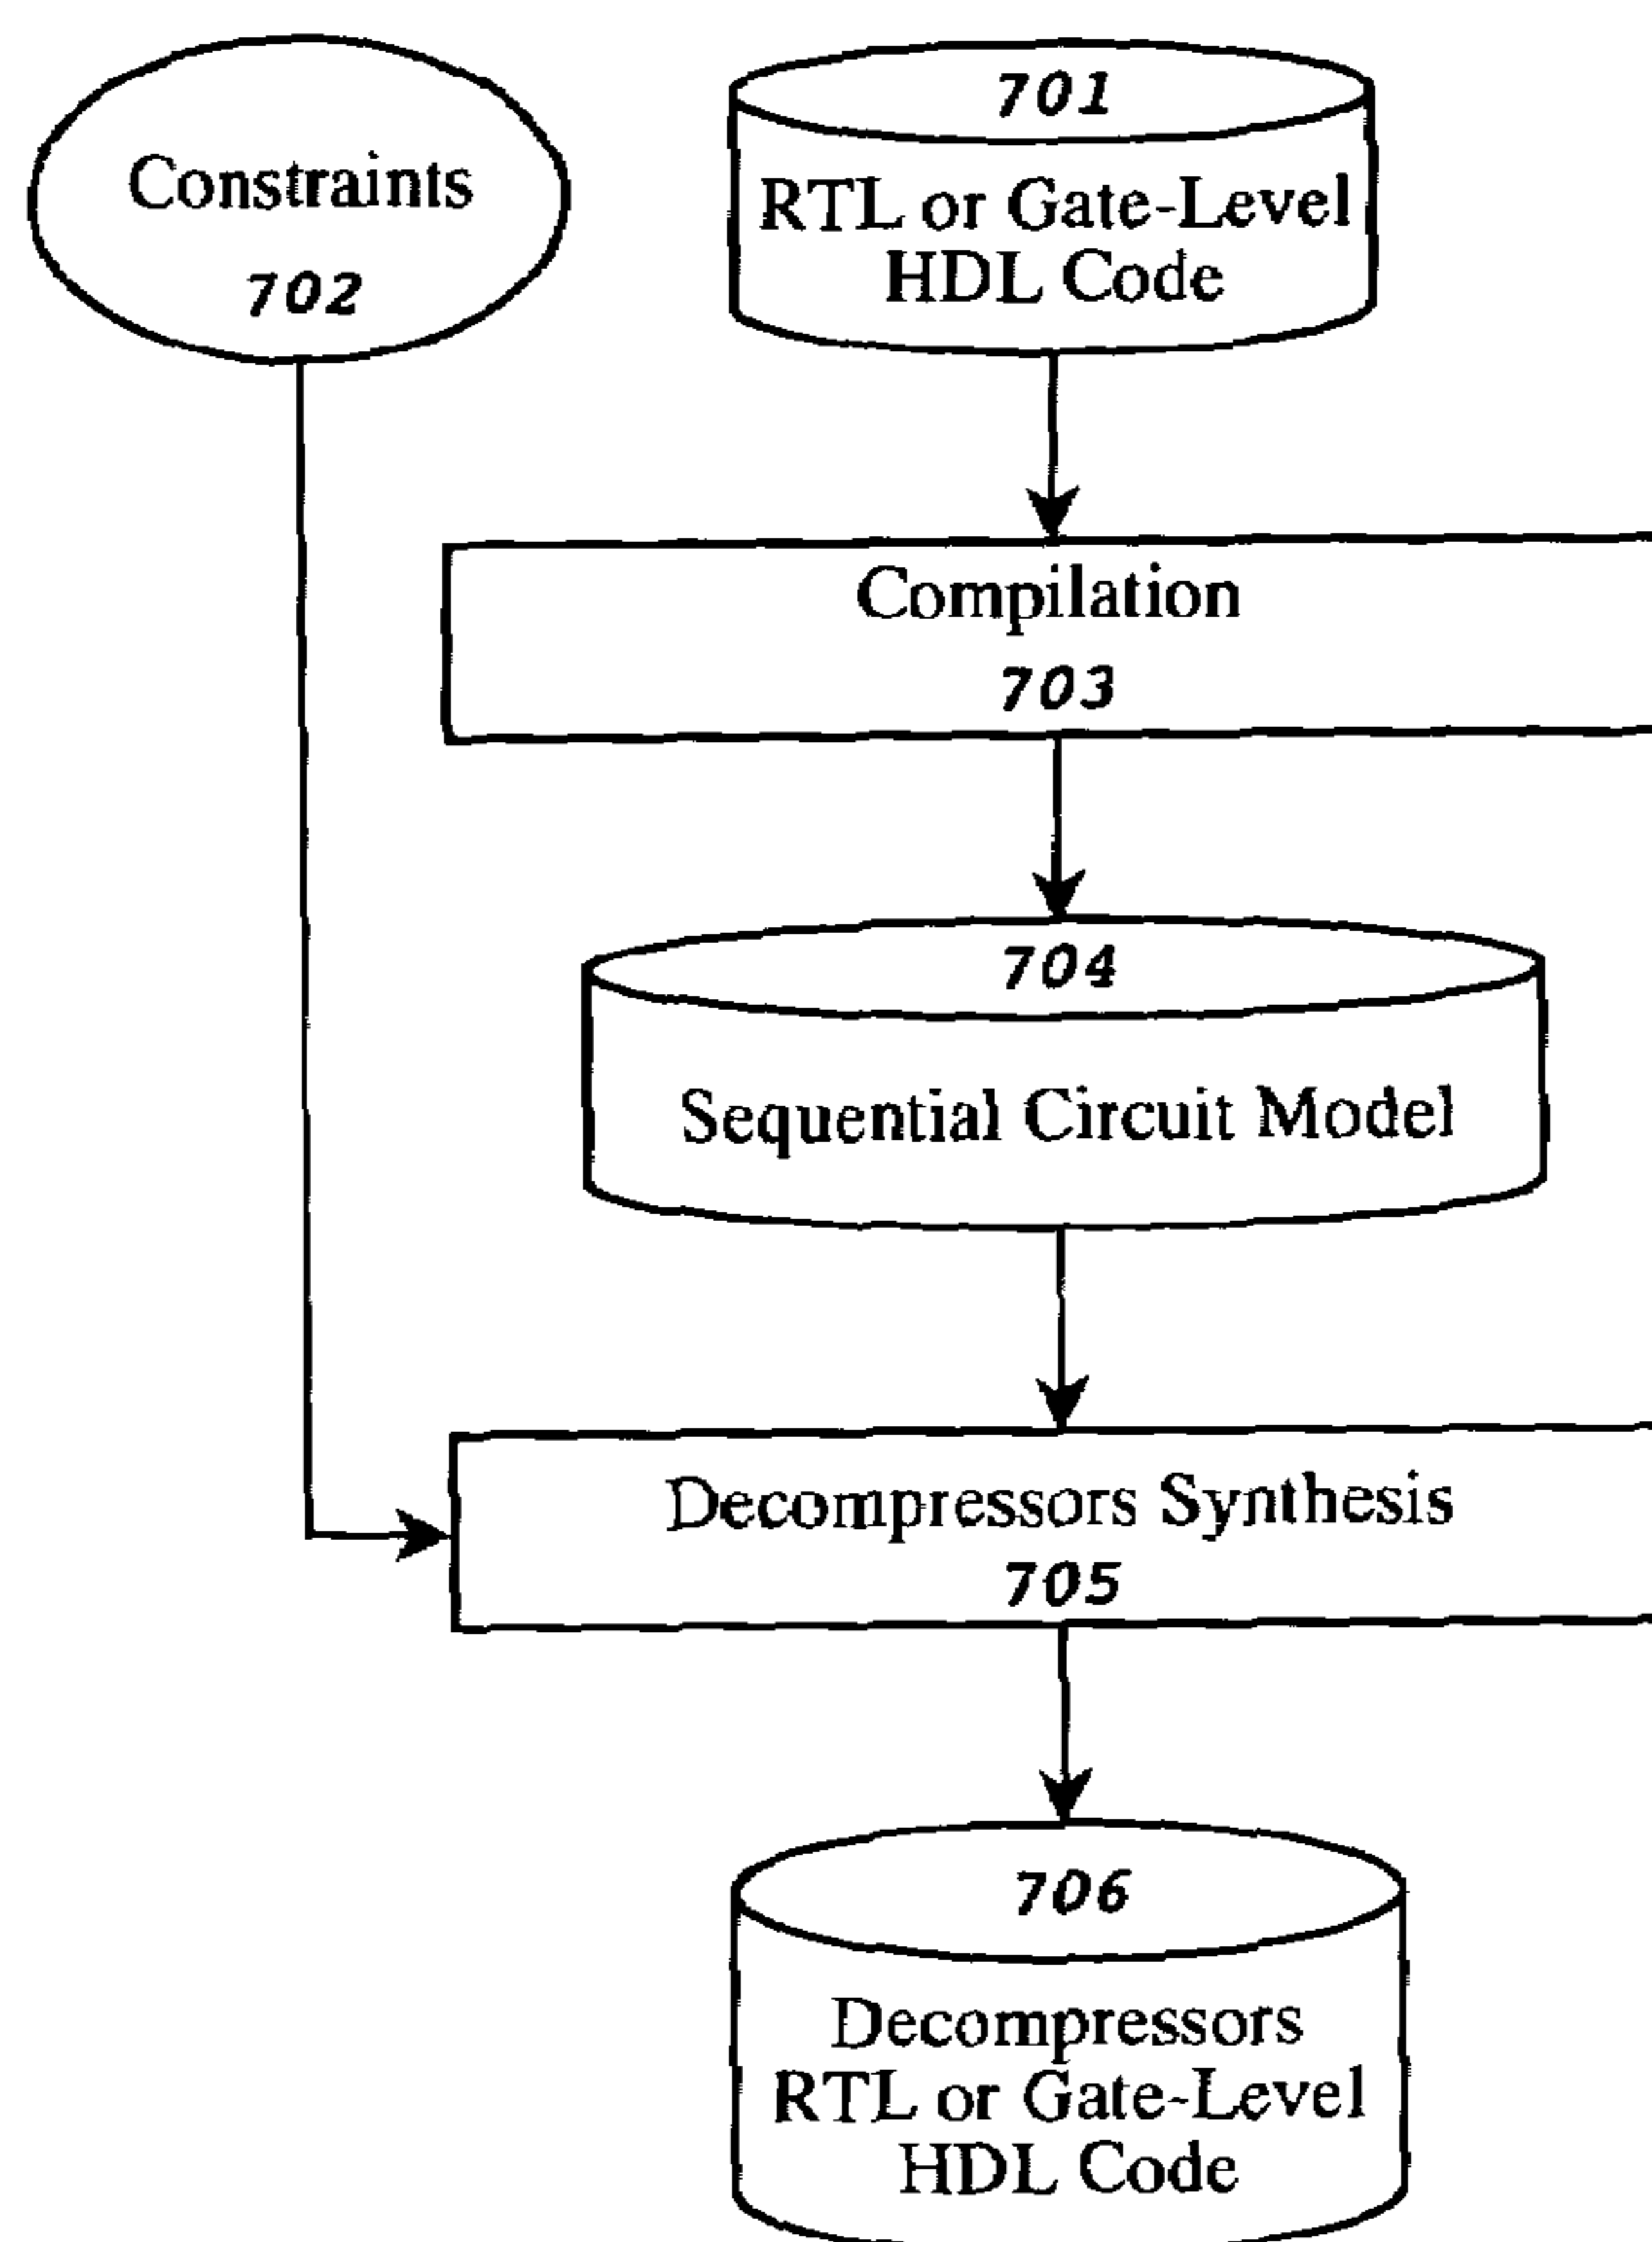 Constraints
702
701
RTL or Gate-Level
HDL Code
Compilation
703
704
Sequential Circuit Model
Decompressors Synthesis
705
706
Decompressors
RTL or Gate-Level
HDL Code